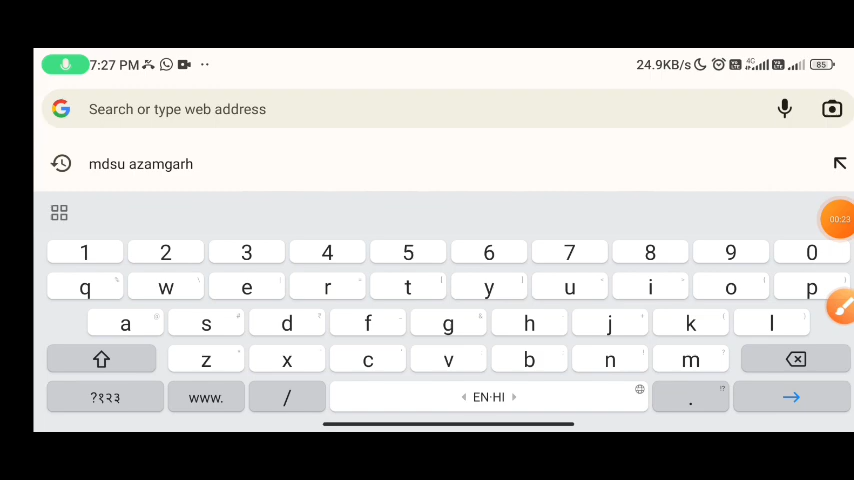 7:27 PM
24.9KB/s 4G 85
Search or type web address
mdsu azamgarh
00:23
1 2 3 4 5 6 7 8 9 0
q w e r t y u i o p
a s d f g h j k l
z x c v b n m
?१२३ www. / EN·HI .